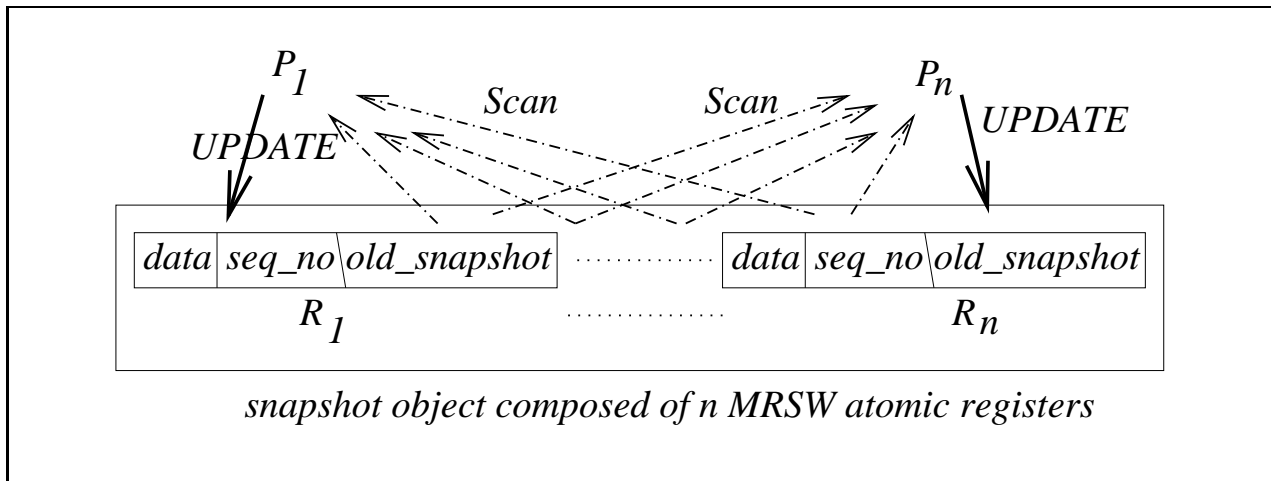 P1 Pn
Scan Scan
UPDATE UPDATE
data seq_no old_snapshot ............... data seq_no old_snapshot
R1 ................ Rn
snapshot object composed of n MRSW atomic registers